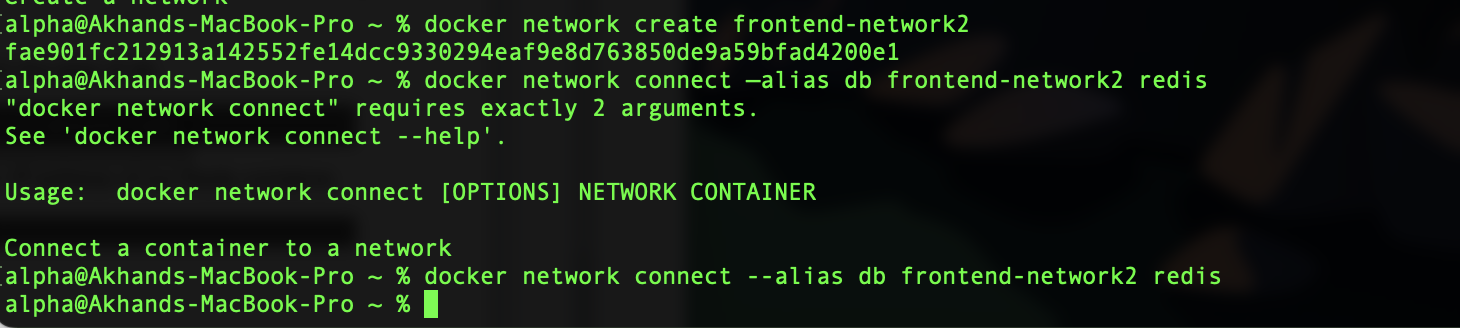 create a network
alpha@Akhands-MacBook-Pro ~ % docker network create frontend-network2
fae901fc212913a142552fe14dcc9330294eaf9e8d763850de9a59bfad4200e1
alpha@Akhands-MacBook-Pro ~ % docker network connect —alias db frontend-network2 redis
"docker network connect" requires exactly 2 arguments.
See 'docker network connect --help'.
Usage:  docker network connect [OPTIONS] NETWORK CONTAINER
Connect a container to a network
alpha@Akhands-MacBook-Pro ~ % docker network connect --alias db frontend-network2 redis
alpha@Akhands-MacBook-Pro ~ %